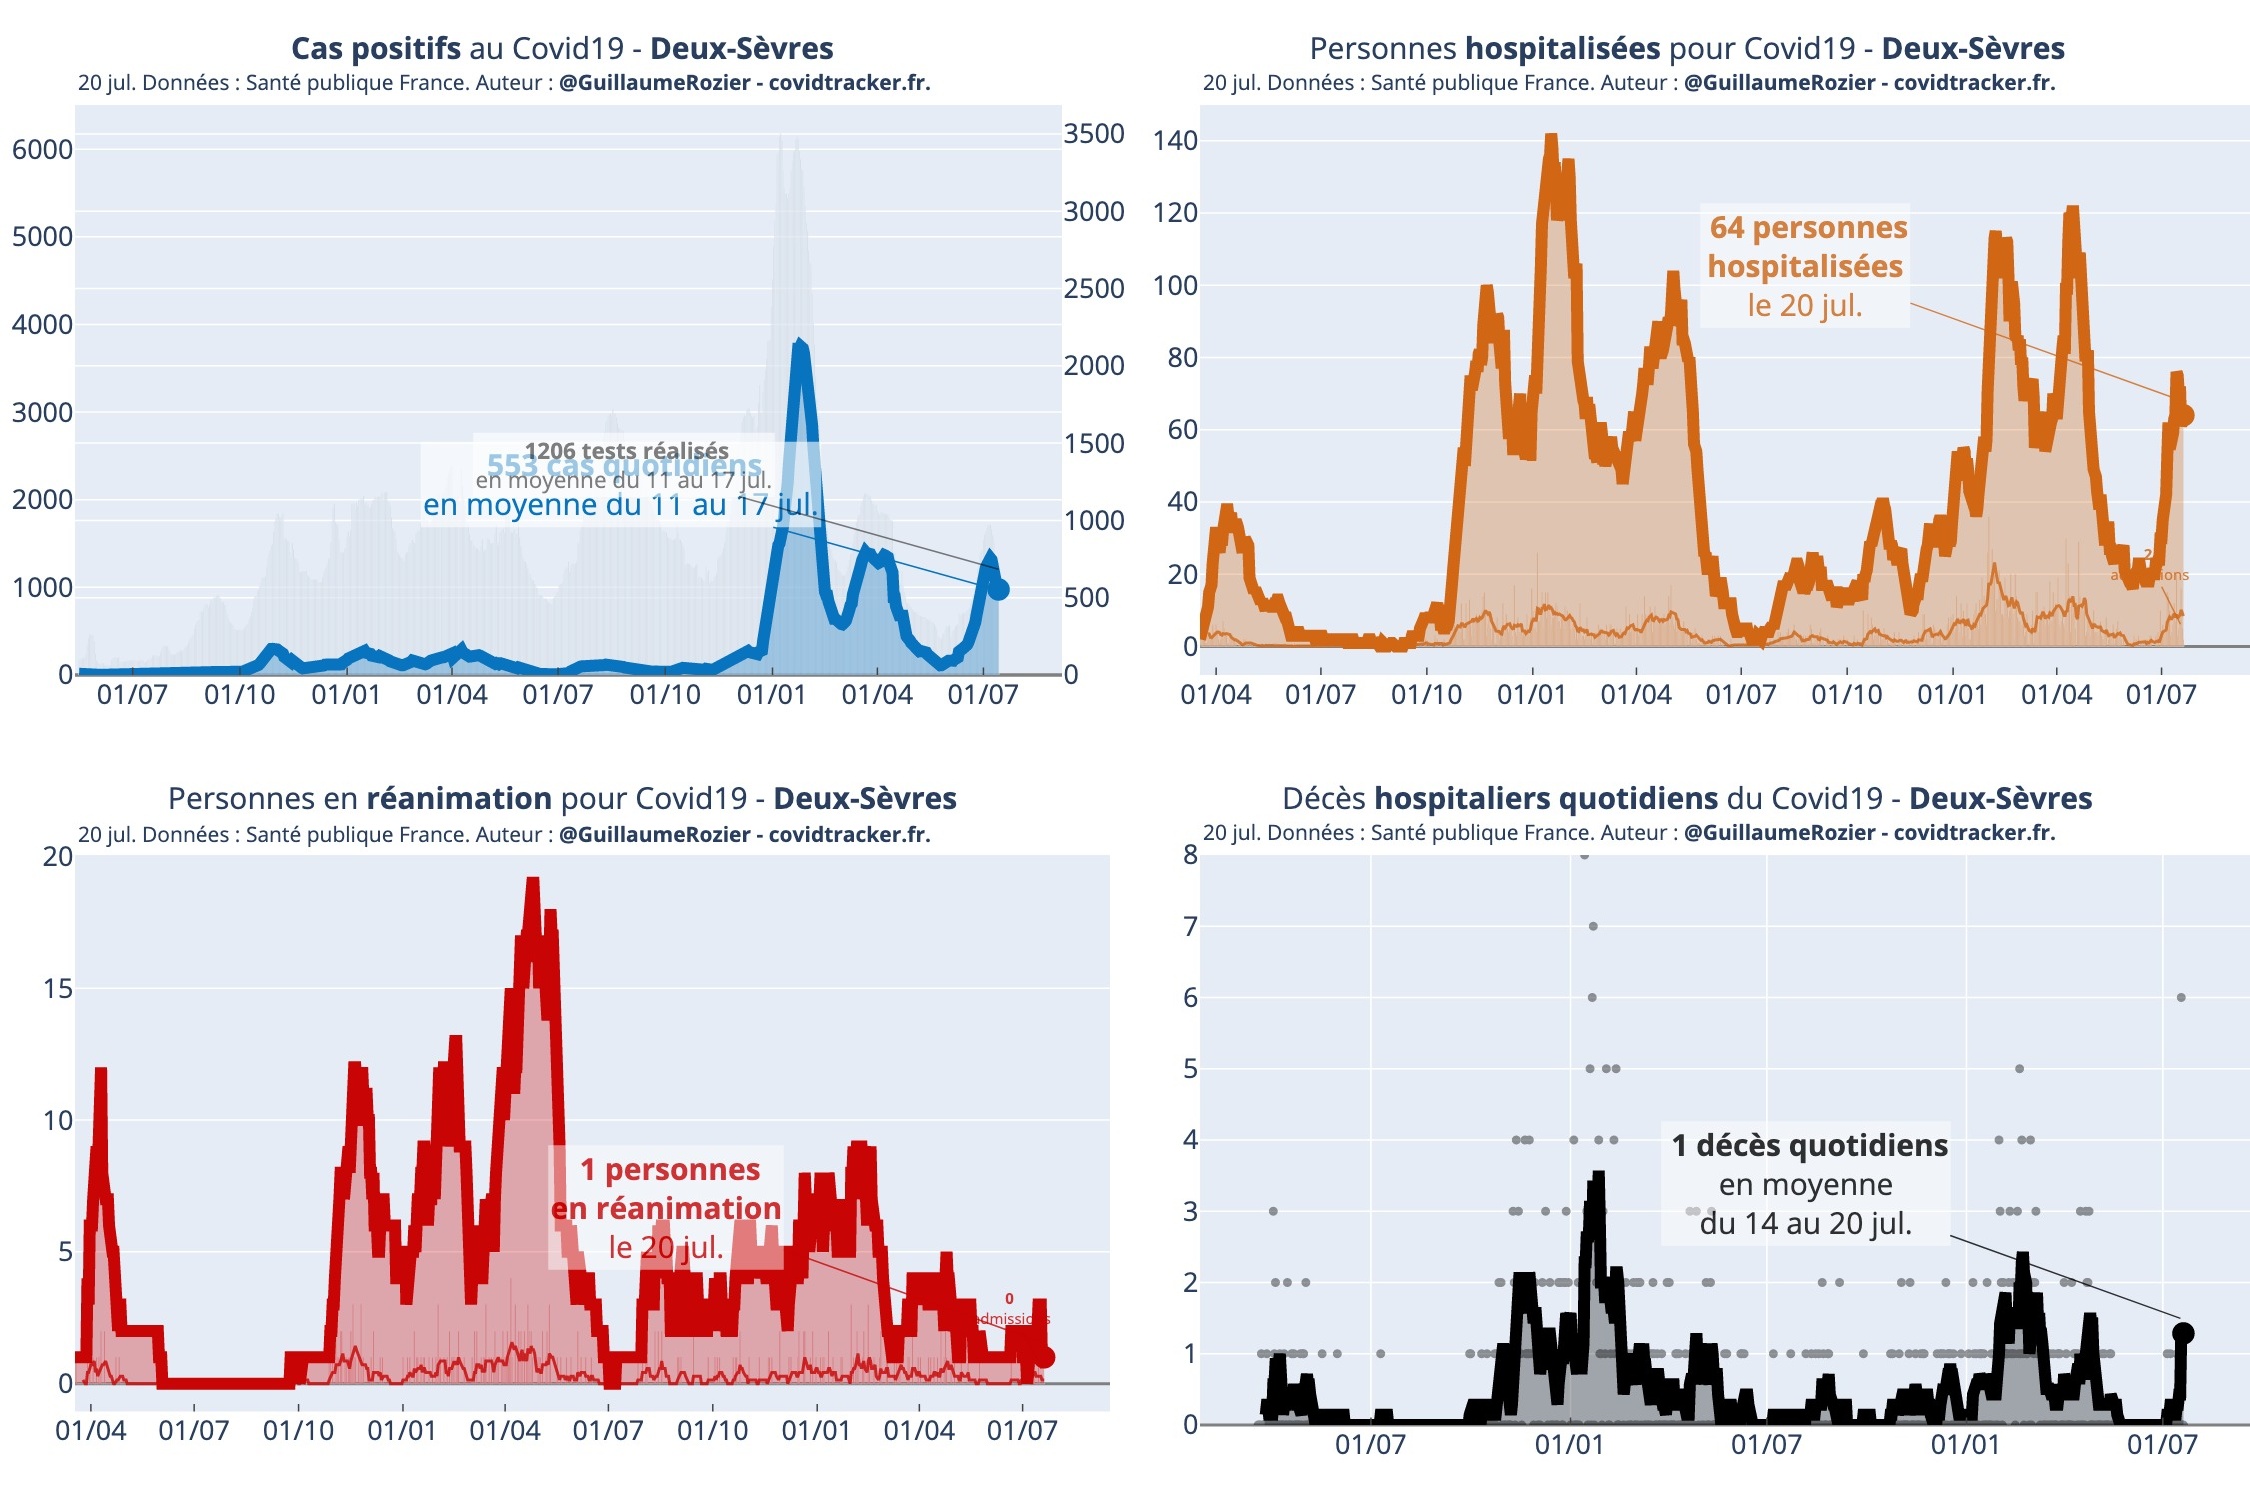 Cas positifs au Covid19 - Deux-Sèvres
20 jul. Données : Santé publique France. Auteur : @GuillaumeRozier - covidtracker.fr.
6000
5000
4000
3000
2000
1000
0
3500
3000
2500
2000
1500
1000
500
0
1206 tests réalisés
553 cas quotidiens
en moyenne du 11 au 17 jul.
en moyenne du 11 au 17 jul.
01/07 01/10 01/01 01/04 01/07 01/10 01/01 01/04 01/07
Personnes hospitalisées pour Covid19 - Deux-Sèvres
20 jul. Données : Santé publique France. Auteur : @GuillaumeRozier - covidtracker.fr.
140
120
100
80
60
40
20
0
64 personnes
hospitalisées
le 20 jul.
01/04 01/07 01/10 01/01 01/04 01/07 01/10 01/01 01/04 01/07
Personnes en réanimation pour Covid19 - Deux-Sèvres
20 jul. Données : Santé publique France. Auteur : @GuillaumeRozier - covidtracker.fr.
20
15
10
5
0
1 personnes
en réanimation
le 20 jul.
0
admissions
01/04 01/07 01/10 01/01 01/04 01/07 01/10 01/01 01/04 01/07
Décès hospitaliers quotidiens du Covid19 - Deux-Sèvres
20 jul. Données : Santé publique France. Auteur : @GuillaumeRozier - covidtracker.fr.
8
7
6
5
4
3
2
1
0
1 décès quotidiens
en moyenne
du 14 au 20 jul.
01/07 01/01 01/07 01/01 01/07